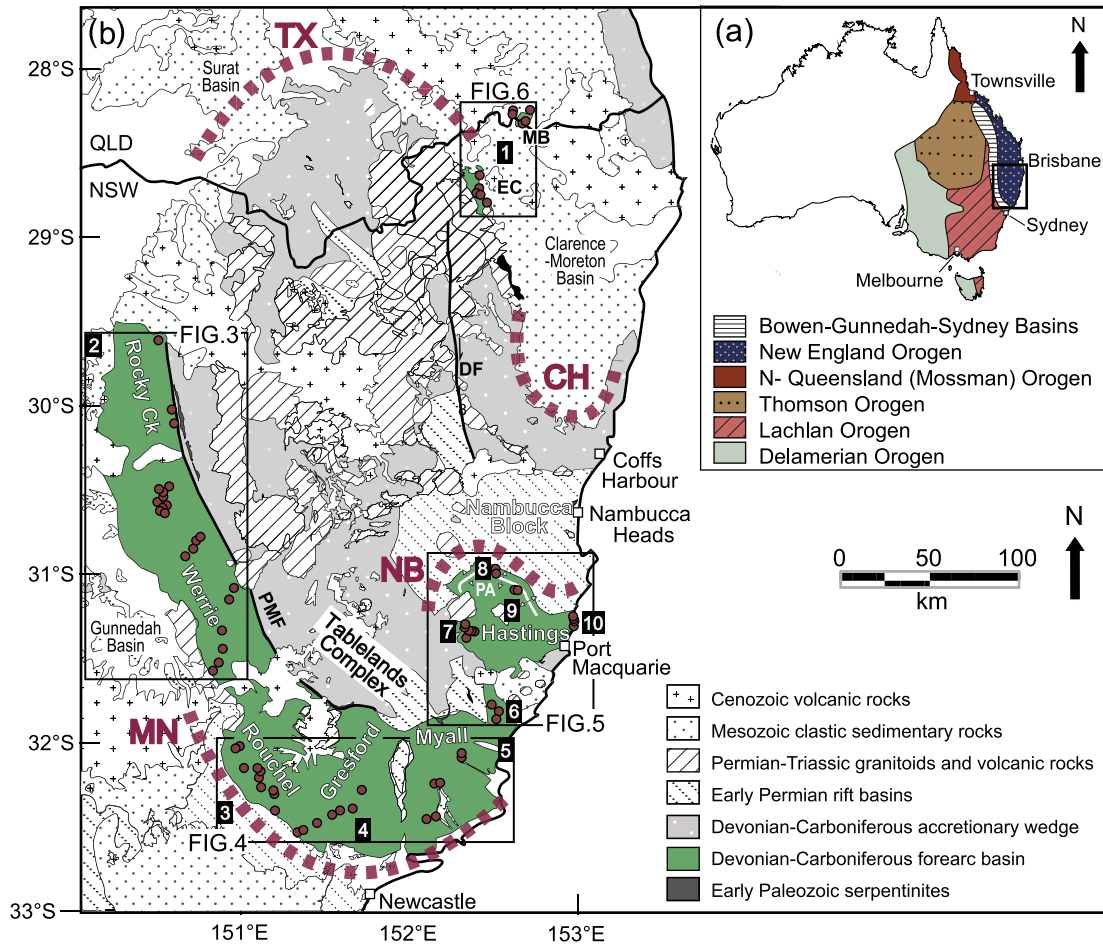 (b)
TX
Surat
Basin
28°S
FIG.6
MB
1
EC
QLD
NSW
29°S
Clarence
-Moreton
Basin
2
FIG.3
Rocky Ck
DF
CH
30°S
Coffs
Harbour
Nambucca
Block
Nambucca
Heads
NB
8
PA
9
10
7
Hastings
Port
Macquarie
31°S
Werrie
PMF
Gunnedah
Basin
Tablelands
Complex
6
FIG.5
MN
32°S
Rouchel
Gresford
Myall
5
3
4
FIG.4
33°S
Newcastle
151°E
152°E
153°E
(a)
N
Townsville
Brisbane
Sydney
Melbourne
Bowen-Gunnedah-Sydney Basins
New England Orogen
N- Queensland (Mossman) Orogen
Thomson Orogen
Lachlan Orogen
Delamerian Orogen
0 50 100
km
N
Cenozoic volcanic rocks
Mesozoic clastic sedimentary rocks
Permian-Triassic granitoids and volcanic rocks
Early Permian rift basins
Devonian-Carboniferous accretionary wedge
Devonian-Carboniferous forearc basin
Early Paleozoic serpentinites